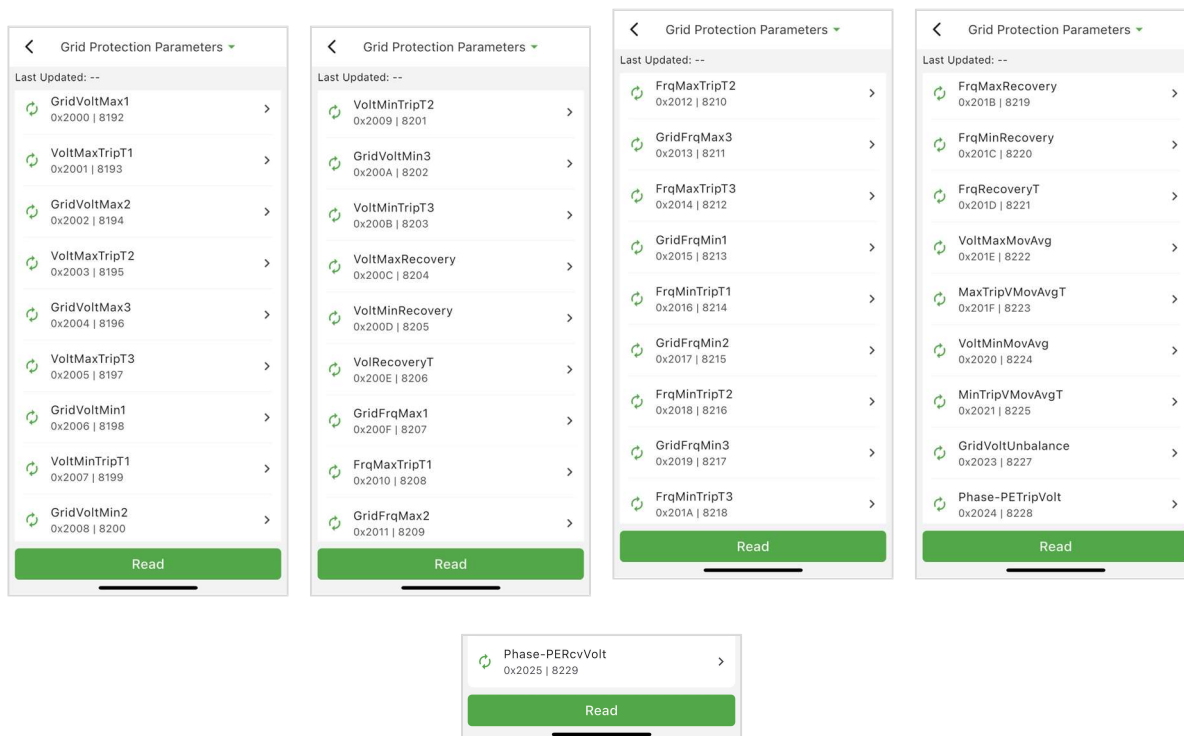 Grid Protection Parameters
Last Updated: --
GridVoltMax1
0x2000 | 8192
VoltMaxTripT1
0x2001 | 8193
GridVoltMax2
0x2002 | 8194
VoltMaxTripT2
0x2003 | 8195
GridVoltMax3
0x2004 | 8196
VoltMaxTripT3
0x2005 | 8197
GridVoltMin1
0x2006 | 8198
VoltMinTripT1
0x2007 | 8199
GridVoltMin2
0x2008 | 8200
Read
Grid Protection Parameters
Last Updated: --
VoltMinTripT2
0x2009 | 8201
GridVoltMin3
0x200A | 8202
VoltMinTripT3
0x200B | 8203
VoltMaxRecovery
0x200C | 8204
VoltMinRecovery
0x200D | 8205
VolRecoveryT
0x200E | 8206
GridFrqMax1
0x200F | 8207
FrqMaxTripT1
0x2010 | 8208
GridFrqMax2
0x2011 | 8209
Read
Grid Protection Parameters
Last Updated: --
FrqMaxTripT2
0x2012 | 8210
GridFrqMax3
0x2013 | 8211
FrqMaxTripT3
0x2014 | 8212
GridFrqMin1
0x2015 | 8213
FrqMinTripT1
0x2016 | 8214
GridFrqMin2
0x2017 | 8215
FrqMinTripT2
0x2018 | 8216
GridFrqMin3
0x2019 | 8217
FrqMinTripT3
0x201A | 8218
Read
Grid Protection Parameters
Last Updated: --
FrqMaxRecovery
0x201B | 8219
FrqMinRecovery
0x201C | 8220
FrqRecoveryT
0x201D | 8221
VoltMaxMovAvg
0x201E | 8222
MaxTripVMovAvgT
0x201F | 8223
VoltMinMovAvg
0x2020 | 8224
MinTripVMovAvgT
0x2021 | 8225
GridVoltUnbalance
0x2023 | 8227
Phase-PETripVolt
0x2024 | 8228
Read
Phase-PERcvVolt
0x2025 | 8229
Read